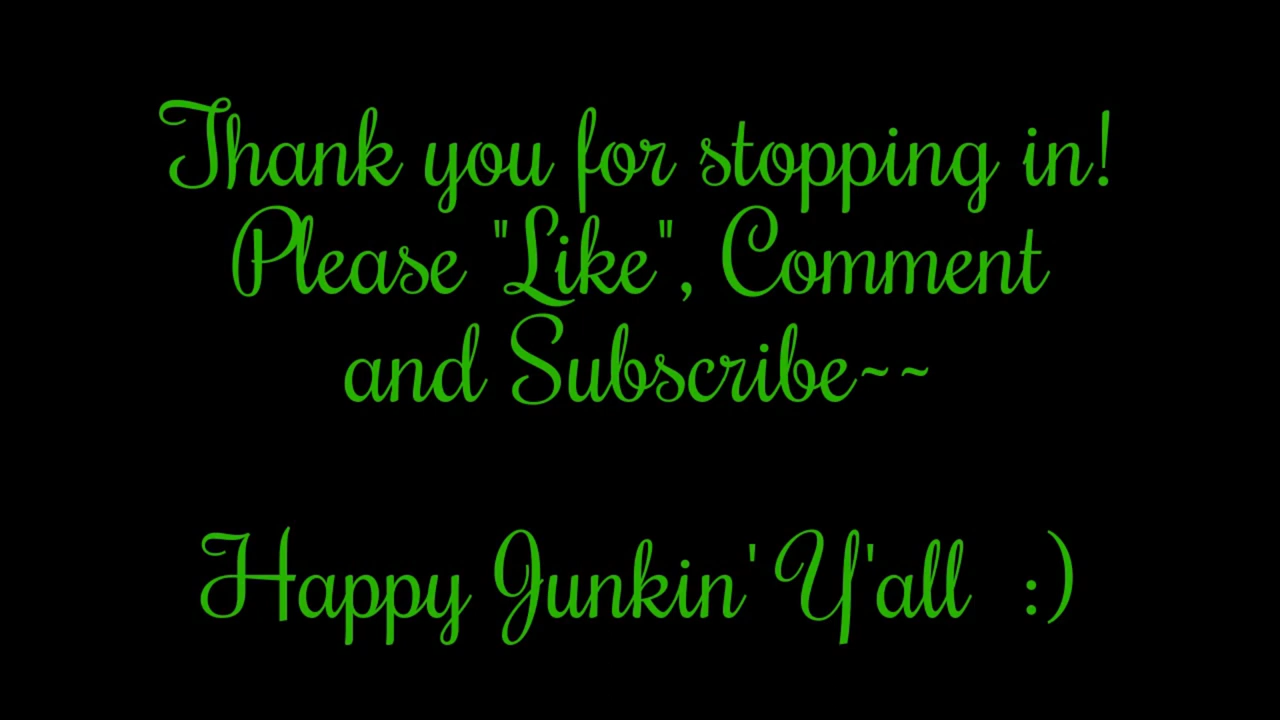 Thank you for stopping in!
Please "Like", Comment
and Subscribe~~
Happy Junkin' Y'all :)